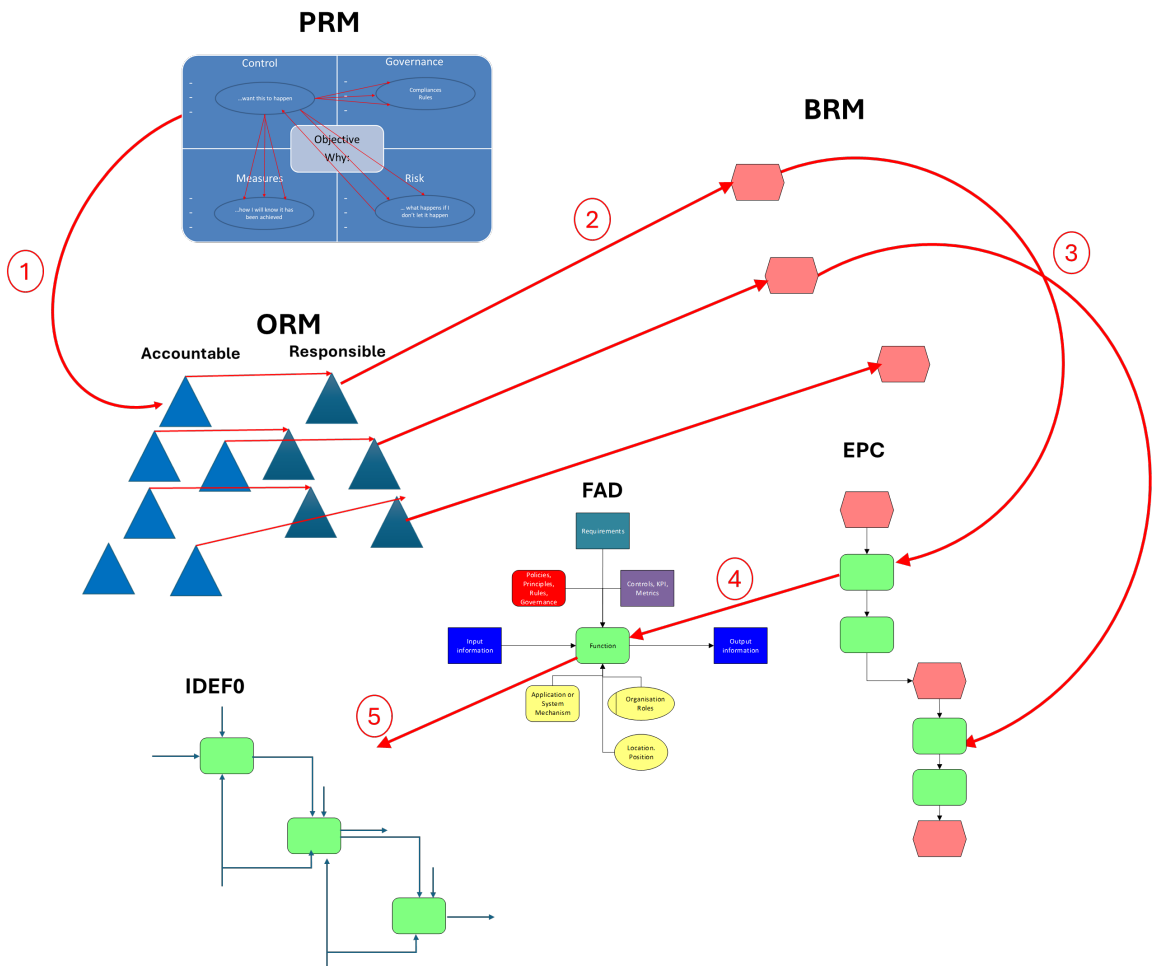 PRM
Control
Governance
...want this to happen
Compliances
Rules
Objective
Why:
Measures
Risk
...how I will know it has
been achieved
... what happens if I
don't let it happen
BRM
1
2
3
ORM
Accountable
Responsible
EPC
FAD
Requirements
Policies,
Principles,
Rules,
Governance
Controls, KPI,
Metrics
4
Input
information
Function
Output
information
IDEF0
Application or
System
Mechanism
Organisation
Roles
5
Location.
Position